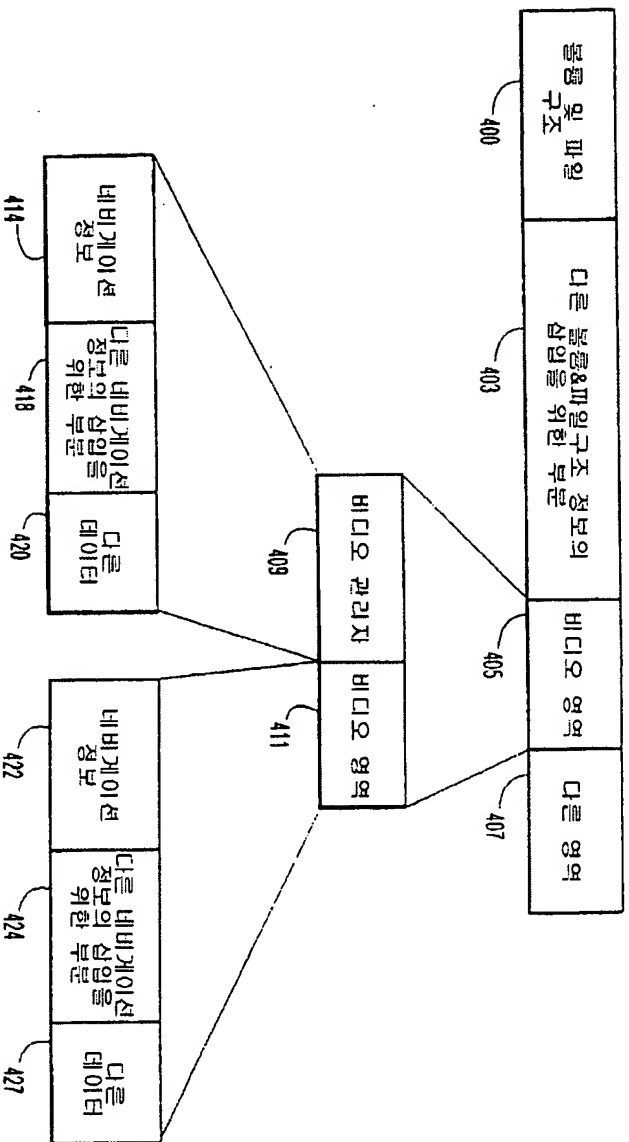 볼륨 및 파일
구조
400
다른 볼륨&파일구조 정보의
삽입을 위한 부분
403
비디오 영역
405
다른 영역
407
비디오 관리자
409
비디오 영역
411
네비게이션
정보
414
다른 네비게이션
정보의 삽입을
위한 부분
418
다른
데이터
420
네비게이션
정보
422
다른 네비게이션
정보의 삽입을
위한 부분
424
다른
데이터
427